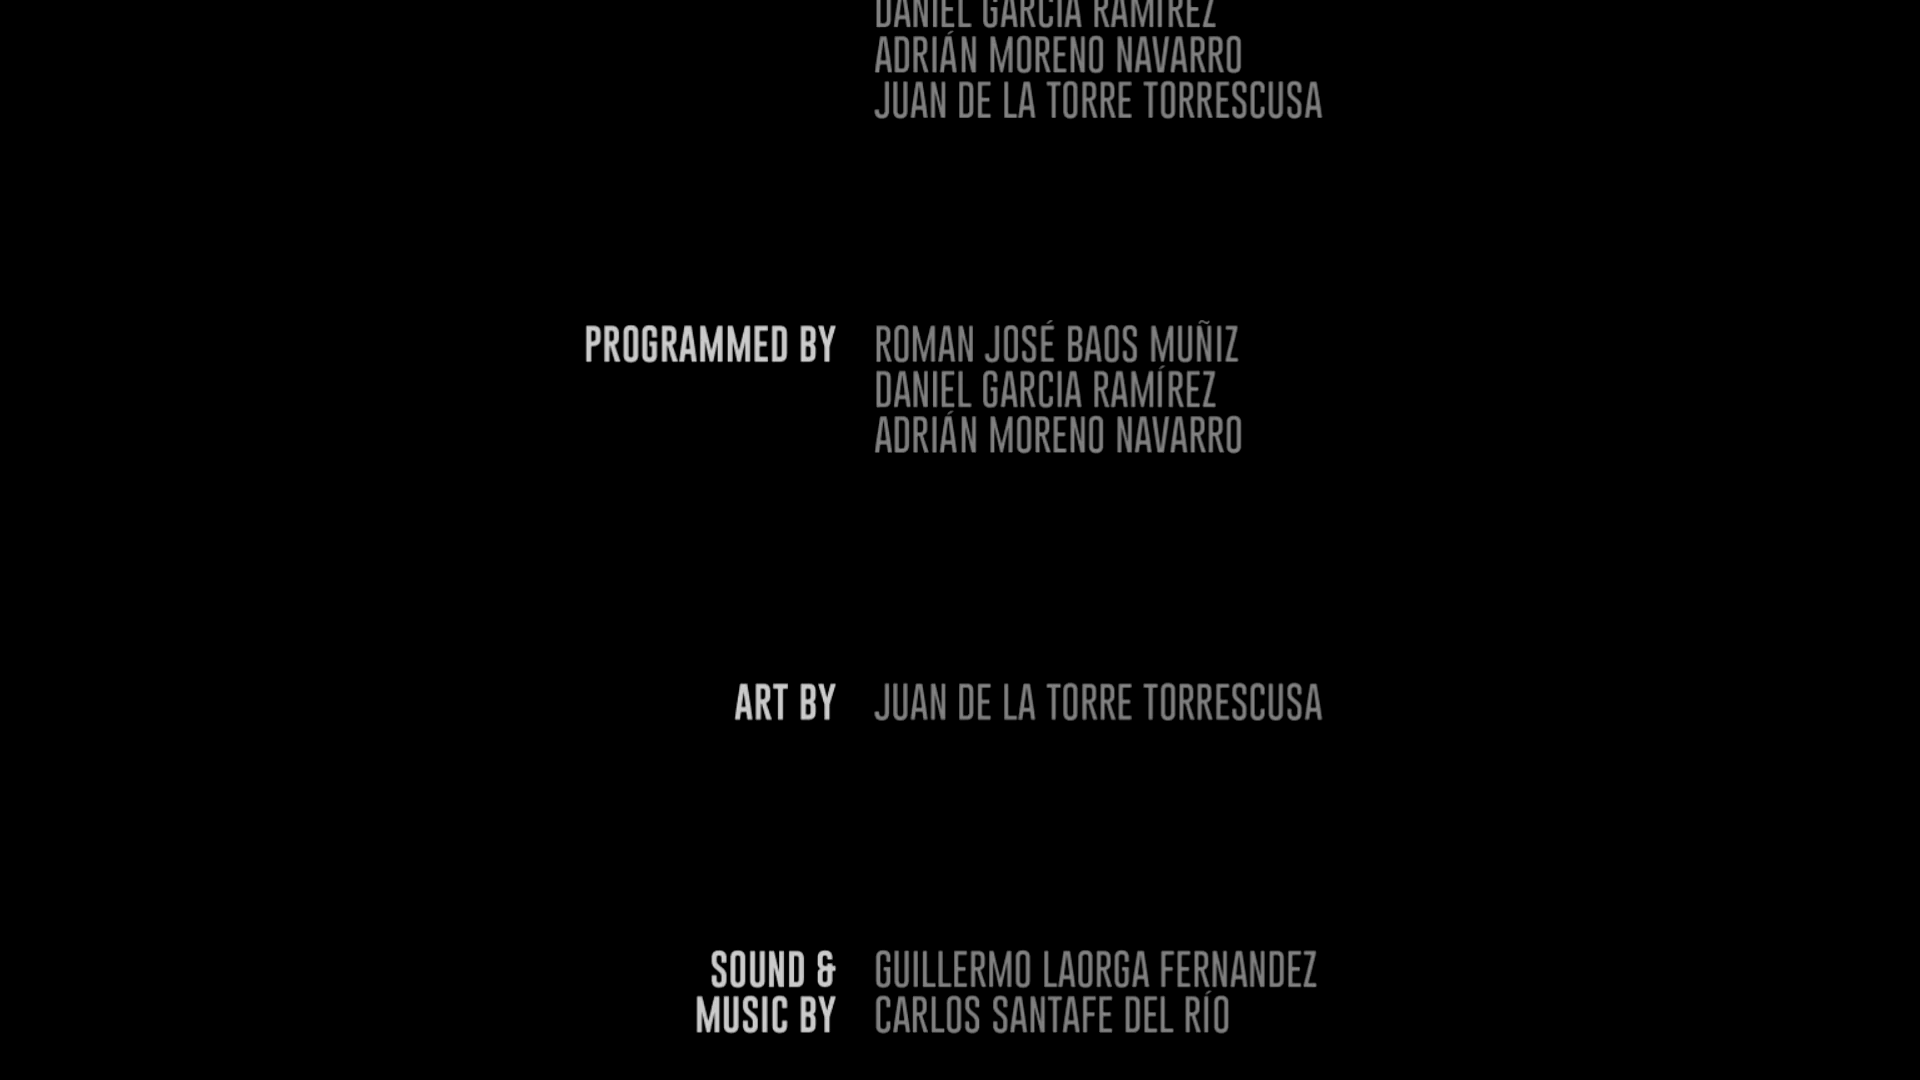 DANIEL GARCIA RAMÍREZ
ADRIÁN MORENO NAVARRO
JUAN DE LA TORRE TORRESCUSA
PROGRAMMED BY ROMAN JOSÉ BAOS MUÑIZ
DANIEL GARCIA RAMÍREZ
ADRIÁN MORENO NAVARRO
ART BY JUAN DE LA TORRE TORRESCUSA
SOUND & GUILLERMO LAORGA FERNANDEZ
MUSIC BY CARLOS SANTAFE DEL RÍO